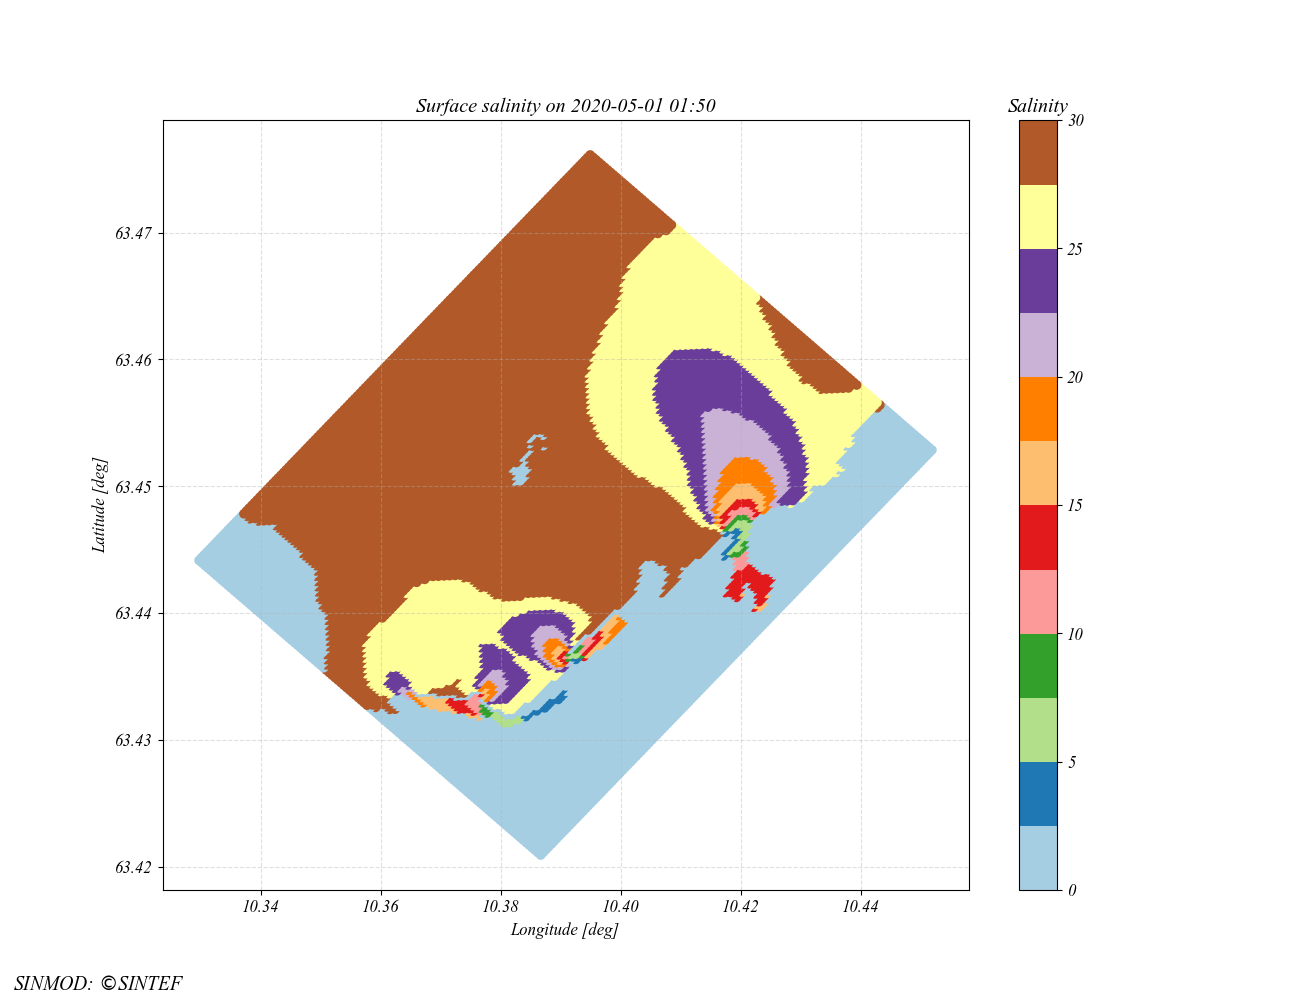 Surface salinity on 2020-05-01 01:50
Salinity
30
25
20
15
10
5
0
Latitude [deg]
63.47
63.46
63.45
63.44
63.43
63.42
10.34 10.36 10.38 10.40 10.42 10.44
Longitude [deg]
SINMOD: ©SINTEF